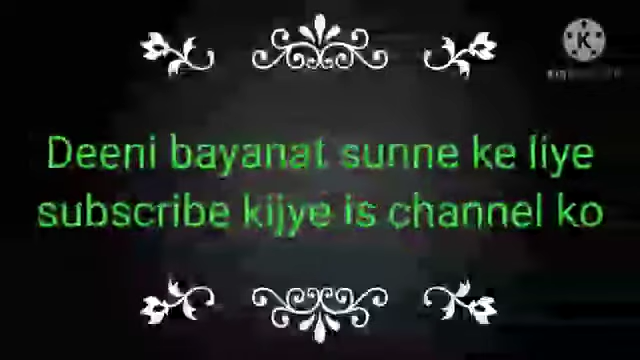 Deeni bayanat sunne ke liye
subscribe kijye is channel ko